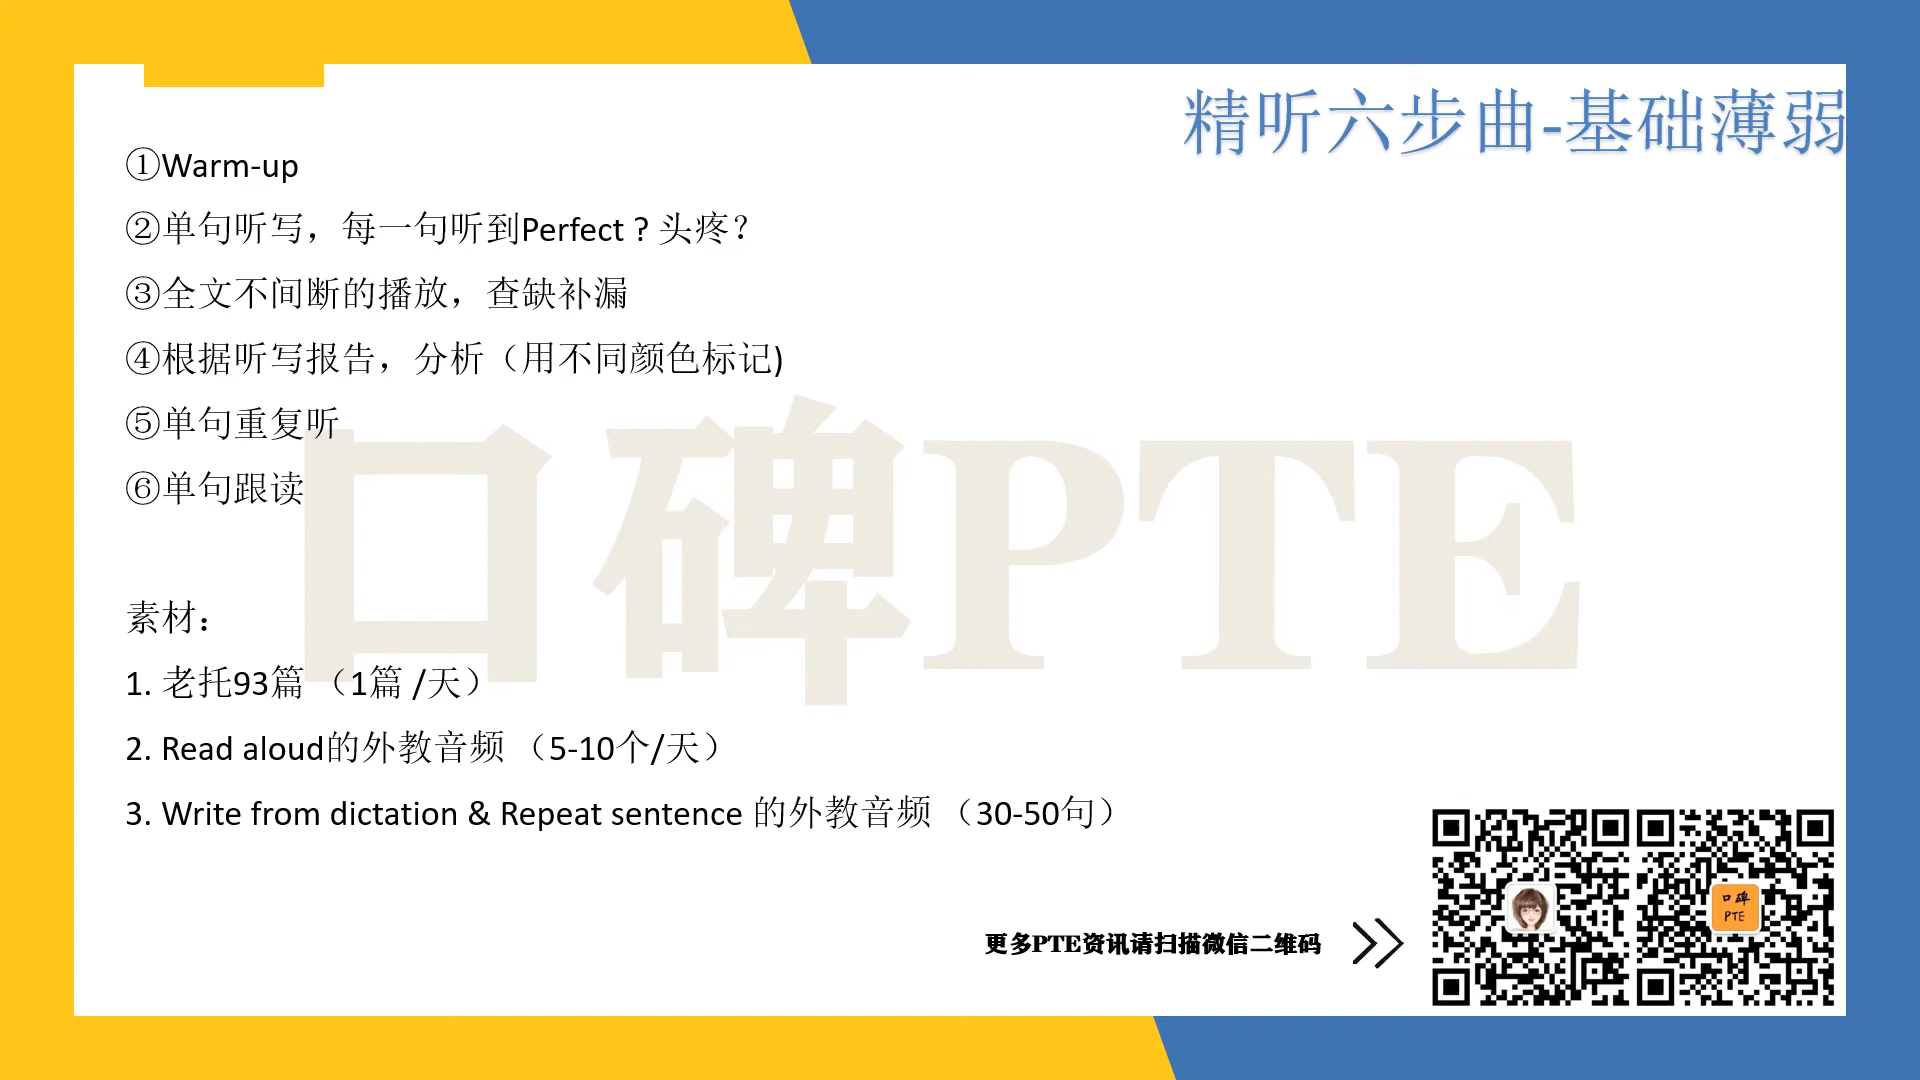 精听六步曲-基础薄弱
①Warm-up
②单句听写，每一句听到Perfect ? 头疼？
③全文不间断的播放，查缺补漏
④根据听写报告，分析（用不同颜色标记)
⑤单句重复听
⑥单句跟读
素材：
1. 老托93篇 （1篇 /天）
2. Read aloud的外教音频 （5-10个/天）
3. Write from dictation & Repeat sentence 的外教音频 （30-50句）
口碑PTE
更多PTE资讯请扫描微信二维码
口碑
PTE